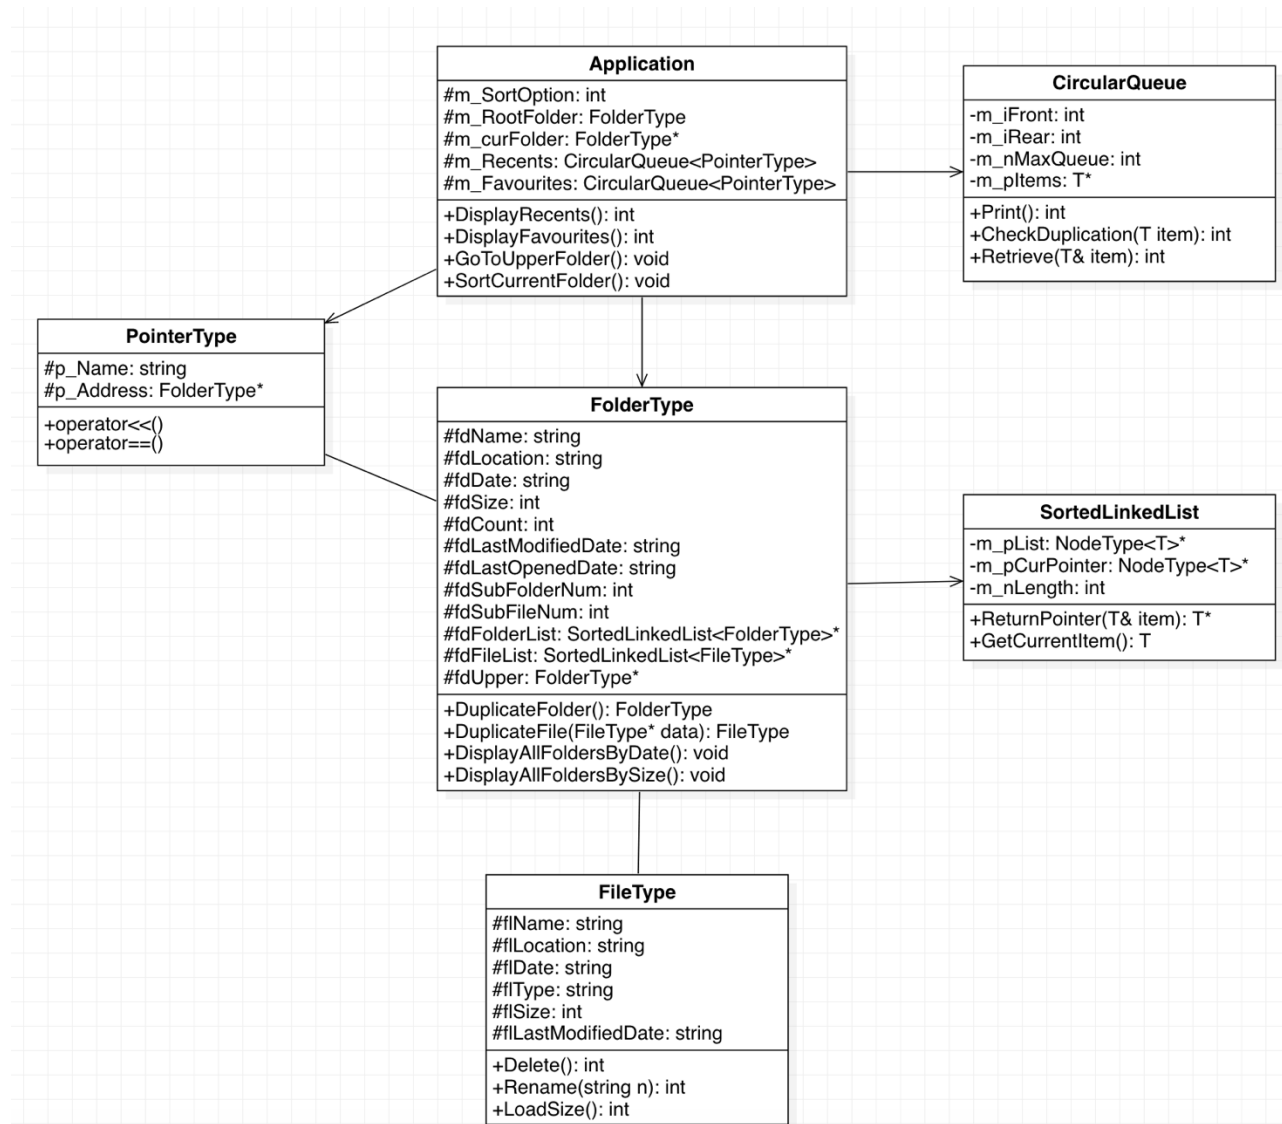 Application
#m_SortOption: int
#m_RootFolder: FolderType
#m_curFolder: FolderType*
#m_Recents: CircularQueue<PointerType>
#m_Favourites: CircularQueue<PointerType>
+DisplayRecents(): int
+DisplayFavourites(): int
+GoToUpperFolder(): void
+SortCurrentFolder(): void
CircularQueue
-m_iFront: int
-m_iRear: int
-m_nMaxQueue: int
-m_pItems: T*
+Print(): int
+CheckDuplication(T item): int
+Retrieve(T& item): int
PointerType
#p_Name: string
#p_Address: FolderType*
+operator<<()
+operator==()
FolderType
#fdName: string
#fdLocation: string
#fdDate: string
#fdSize: int
#fdCount: int
#fdLastModifiedDate: string
#fdLastOpenedDate: string
#fdSubFolderNum: int
#fdSubFileNum: int
#fdFolderList: SortedLinkedList<FolderType>*
#fdFileList: SortedLinkedList<FileType>*
#fdUpper: FolderType*
+DuplicateFolder(): FolderType
+DuplicateFile(FileType* data): FileType
+DisplayAllFoldersByDate(): void
+DisplayAllFoldersBySize(): void
SortedLinkedList
-m_pList: NodeType<T>*
-m_pCurPointer: NodeType<T>*
-m_nLength: int
+ReturnPointer(T& item): T*
+GetCurrentItem(): T
FileType
#flName: string
#flLocation: string
#flDate: string
#flType: string
#flSize: int
#flLastModifiedDate: string
+Delete(): int
+Rename(string n): int
+LoadSize(): int